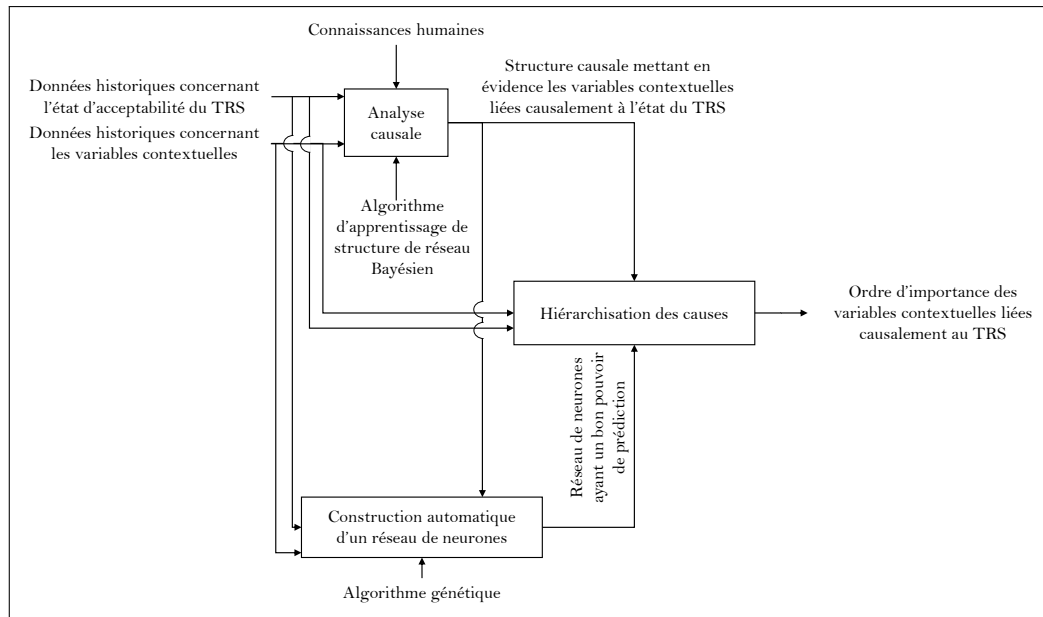 Connaissances humaines
Données historiques concernant
l'état d'acceptabilité du TRS
Données historiques concernant
les variables contextuelles
Analyse
causale
Structure causale mettant en
évidence les variables contextuelles
liées causalement à l'état du TRS
Algorithme
d'apprentissage de
structure de réseau
Bayésien
Hiérarchisation des causes
Ordre d'importance des
variables contextuelles liées
causalement au TRS
Réseau de neurones
ayant un bon pouvoir
de prédiction
Construction automatique
d'un réseau de neurones
Algorithme génétique